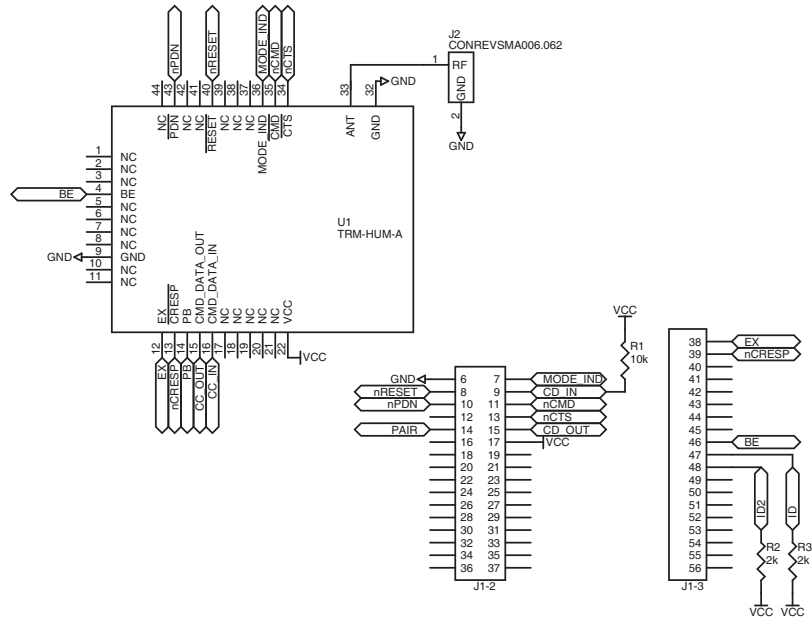 nPDN
nRESET
MODE_IND
nCMD
nCTS
44
43
42
41
40
39
38
37
36
35
34
33
32
GND
NC
PDN
NC
NC
RESET
NC
NC
NC
MODE_IND
CMD
CTS
ANT
GND
J2
CONREVSMA006.062
1
RF
GND
2
GND
1 NC
2 NC
3 NC
BE 4 BE
5 NC
6 NC
7 NC
8 NC
GND 9 GND
10 NC
11 NC
U1
TRM-HUM-A
EX
CRESP
PB
CMD_DATA_OUT
CMD_DATA_IN
NC
NC
NC
NC
NC
VCC
12
13
14
15
16
17
18
19
20
21
22
VCC
EX
nCRESP
PB
CC_OUT
CC_IN
VCC
R1
10k
GND 6 7 MODE_IND
nRESET 8 9 CD_IN
nPDN 10 11 nCMD
12 13 nCTS
PAIR 14 15 CD_OUT
16 17 VCC
18 19
20 21
22 23
24 25
26 27
28 29
30 31
32 33
34 35
36 37
J1-2
38 EX
39 nCRESP
40
41
42
43
44
45
46 BE
47
48
49
50
51
52
53
54
55
56
J1-3
ID2
ID
R2
2k
R3
2k
VCC
VCC